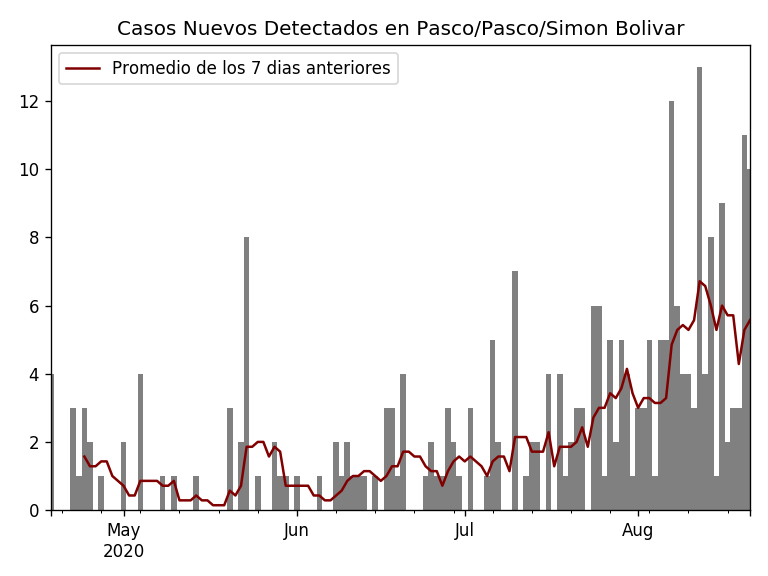 Casos Nuevos Detectados en Pasco/Pasco/Simon Bolivar
Promedio de los 7 dias anteriores
12
10
8
6
4
2
0
May
2020
Jun
Jul
Aug